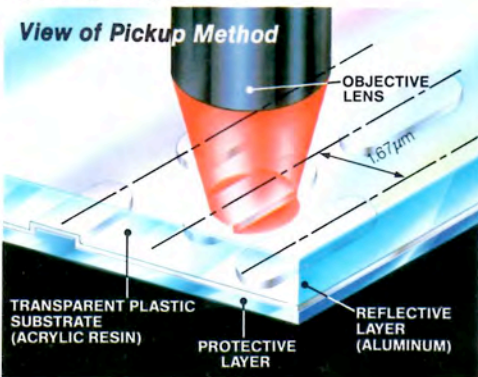 View of Pickup Method
OBJECTIVE
LENS
1.67μm
TRANSPARENT PLASTIC
SUBSTRATE
(ACRYLIC RESIN)
PROTECTIVE
LAYER
REFLECTIVE
LAYER
(ALUMINUM)